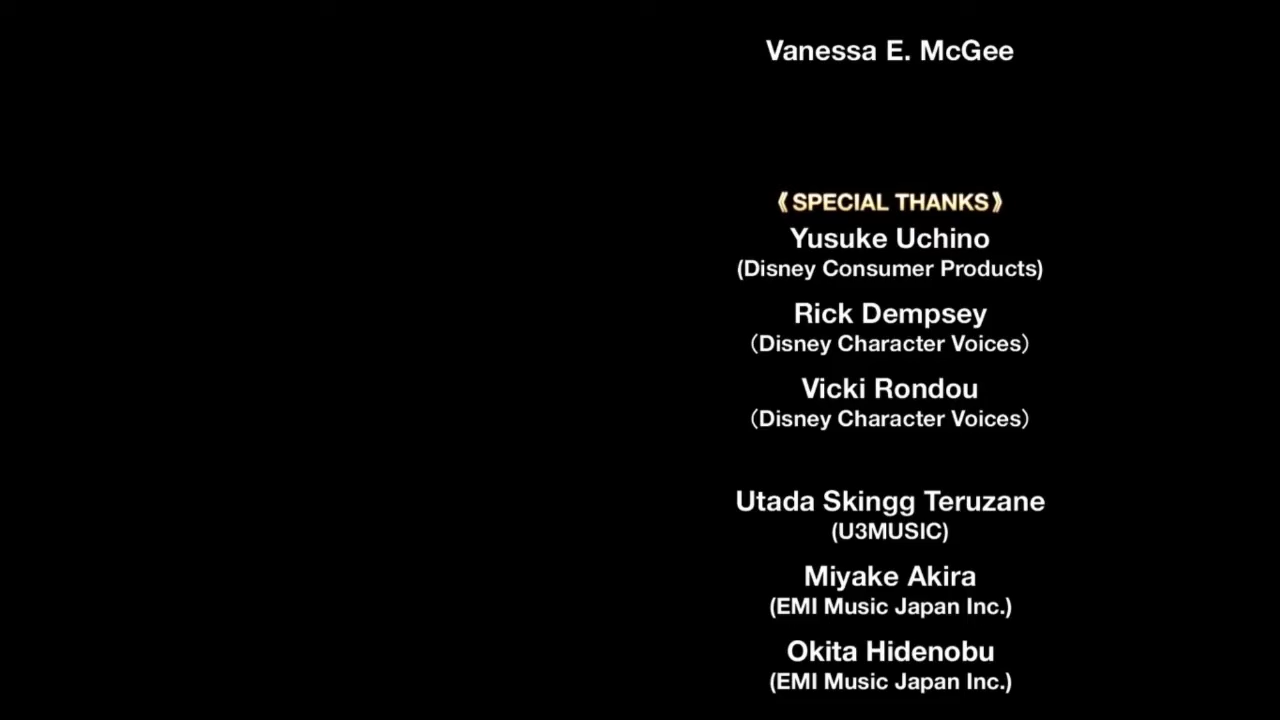 Vanessa E. McGee
《SPECIAL THANKS》
Yusuke Uchino
(Disney Consumer Products)
Rick Dempsey
(Disney Character Voices)
Vicki Rondou
(Disney Character Voices)
Utada Skingg Teruzane
(U3MUSIC)
Miyake Akira
(EMI Music Japan Inc.)
Okita Hidenobu
(EMI Music Japan Inc.)